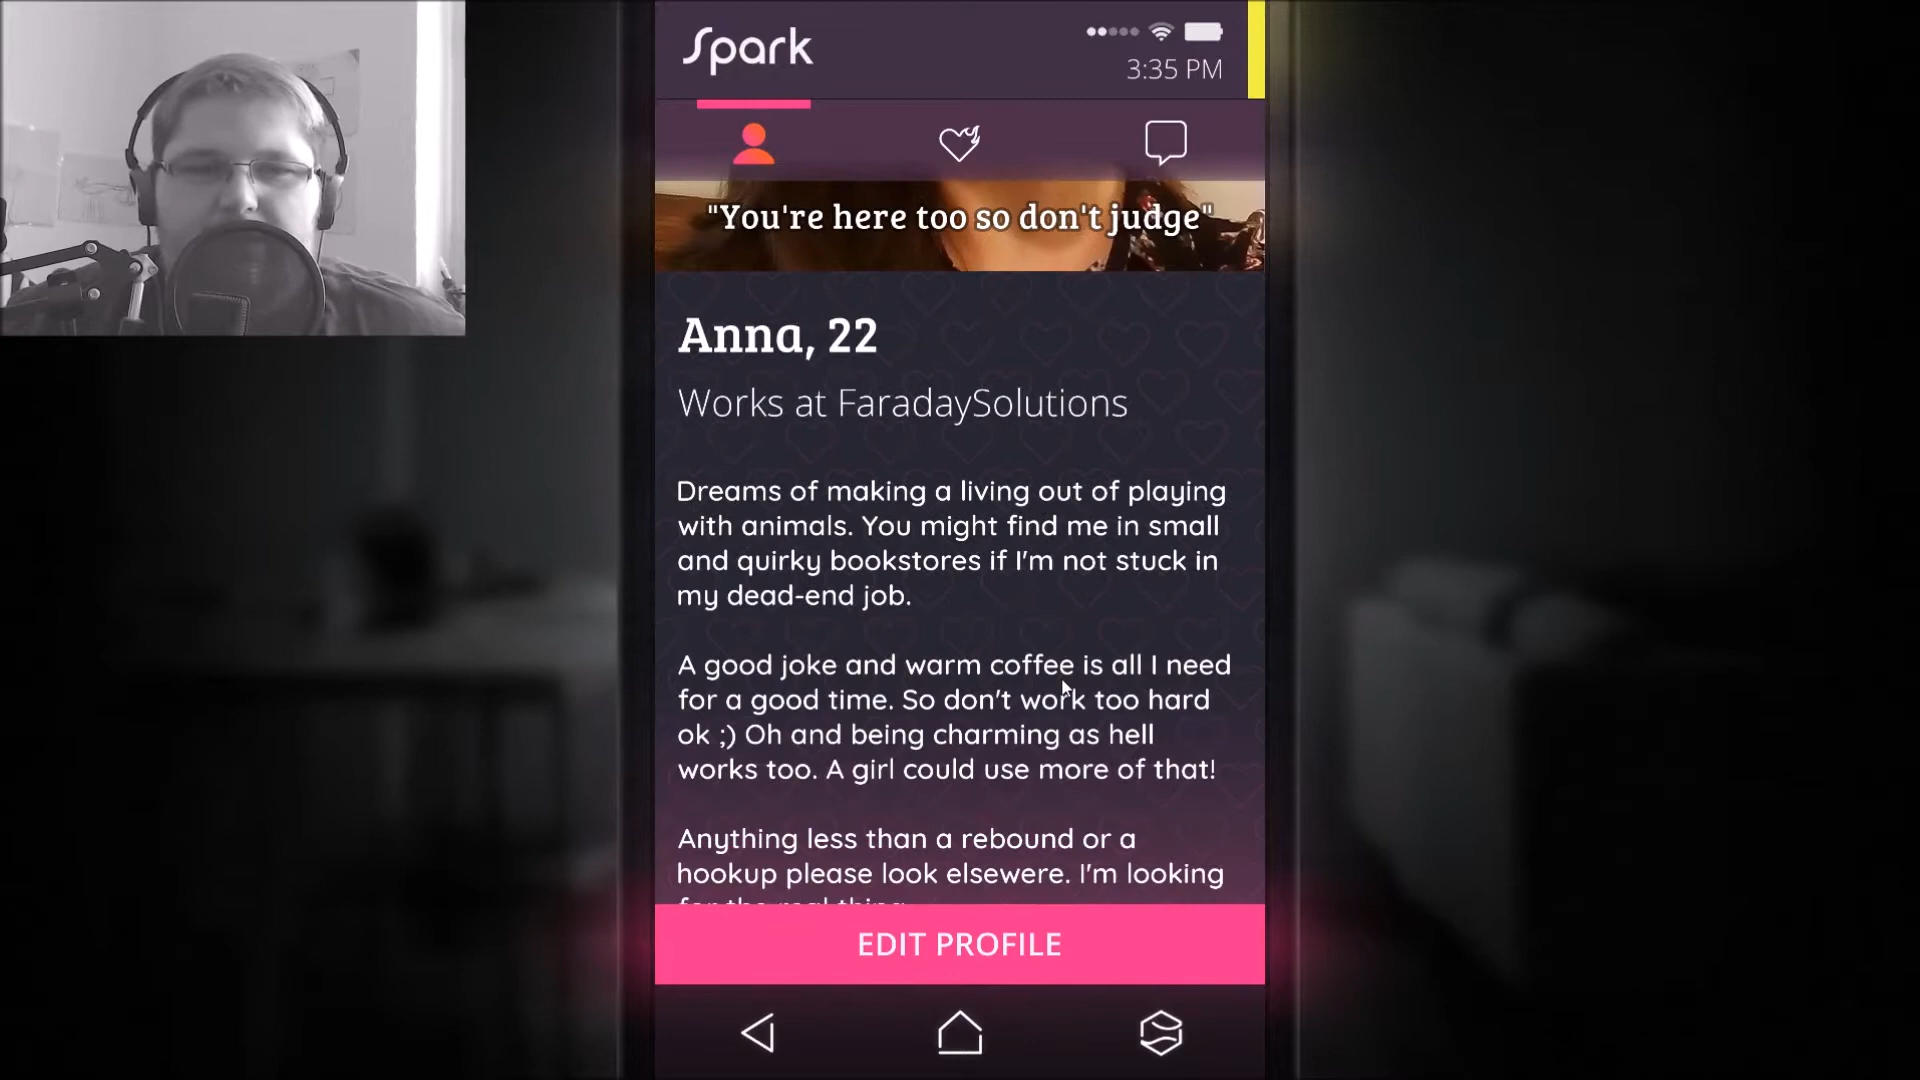 Spark
3:35 PM
"You're here too so don't judge"
Anna, 22
Works at FaradaySolutions
Dreams of making a living out of playing
with animals. You might find me in small
and quirky bookstores if I'm not stuck in
my dead-end job.
A good joke and warm coffee is all I need
for a good time. So don't work too hard
ok ;) Oh and being charming as hell
works too. A girl could use more of that!
Anything less than a rebound or a
hookup please look elsewere. I'm looking
for the real thing
EDIT PROFILE